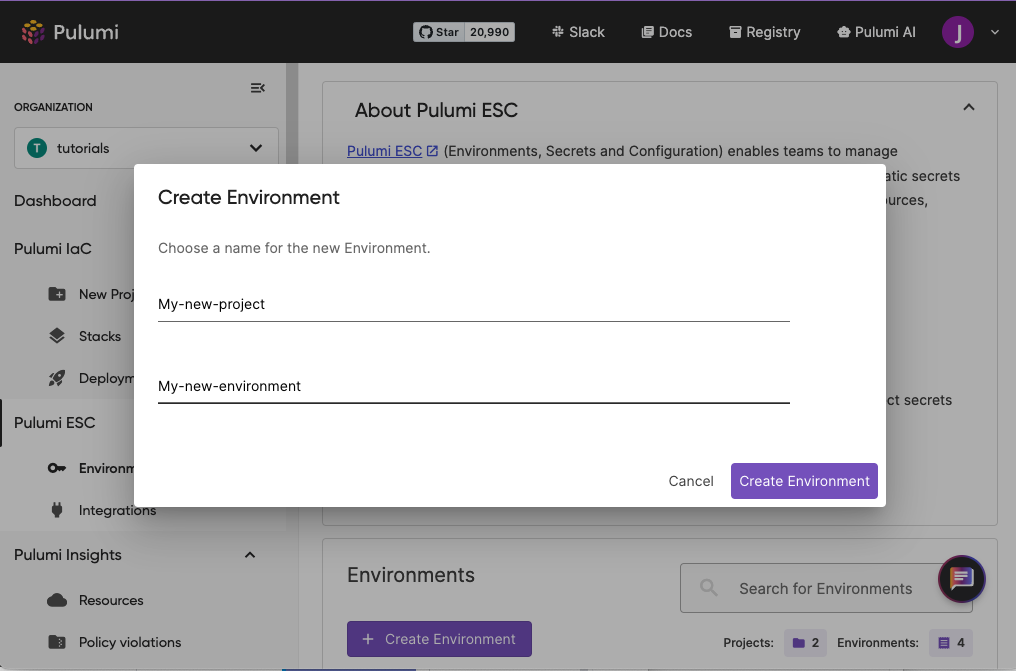 Pulumi
Star 20,990
Slack
Docs
Registry
Pulumi AI
J
ORGANIZATION
T tutorials
Dashboard
Pulumi IaC
New Proj
Stacks
Deploym
Pulumi ESC
Environm
Integrations
Pulumi Insights
Resources
Policy violations
About Pulumi ESC
Pulumi ESC (Environments, Secrets and Configuration) enables teams to manage
atic secrets
ources,
ct secrets
Create Environment
Choose a name for the new Environment.
My-new-project
My-new-environment
Cancel
Create Environment
Environments
Search for Environments
+ Create Environment
Projects: 2 Environments: 4